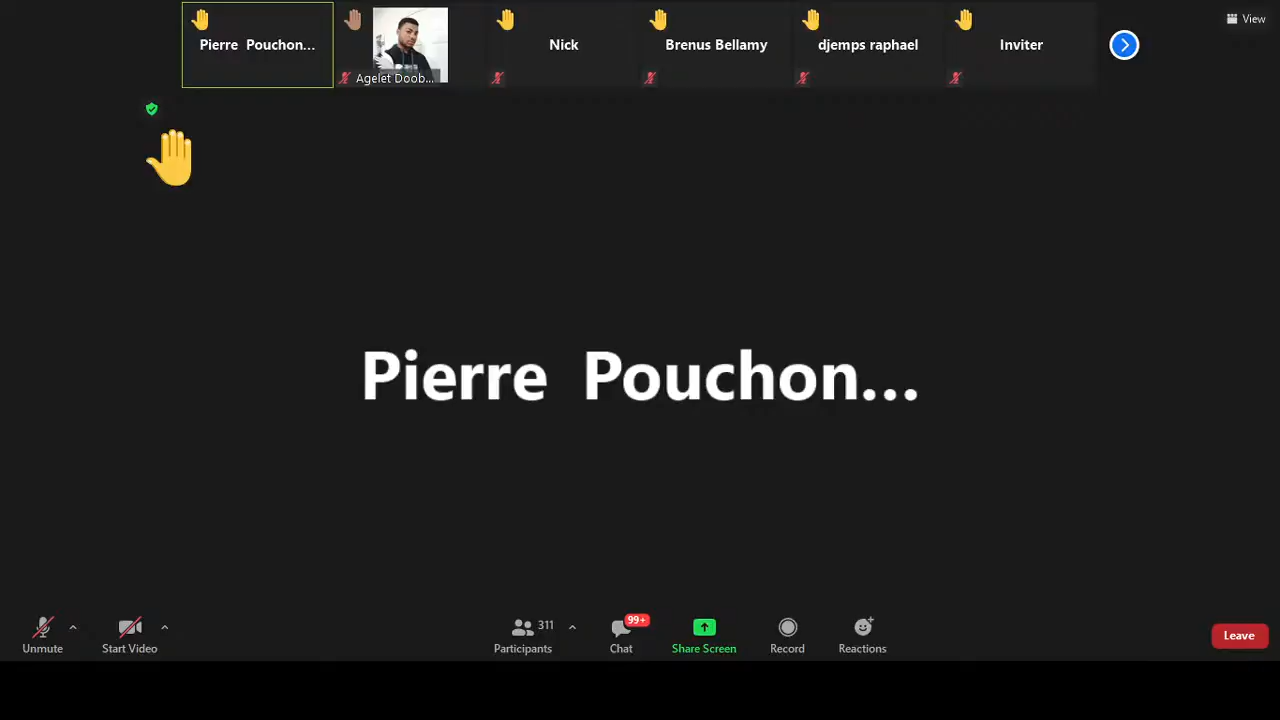 Pierre Pouchon...
Agelet Doob...
Nick
Brenus Bellamy
djemps raphael
Inviter
View
Pierre Pouchon...
Unmute
Start Video
311
Participants
99+
Chat
Share Screen
Record
Reactions
Leave